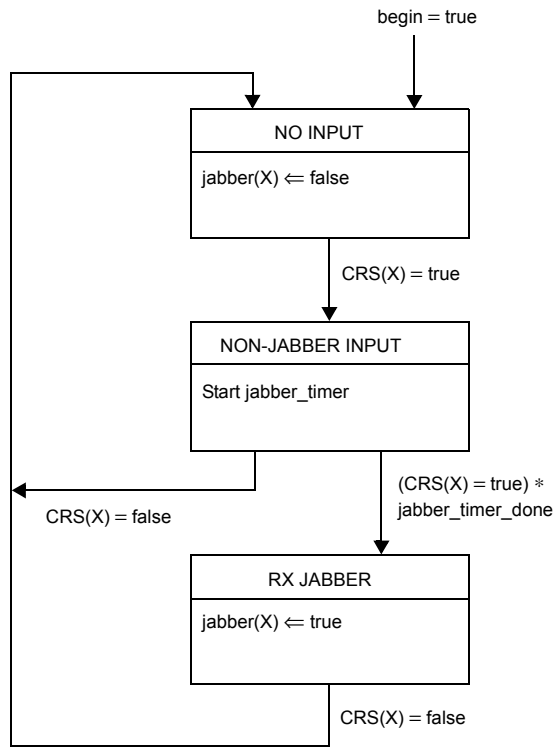 begin = true
NO INPUT
jabber(X) ⇐ false
CRS(X) = true
NON-JABBER INPUT
Start jabber_timer
(CRS(X) = true) *
jabber_timer_done
CRS(X) = false
RX JABBER
jabber(X) ⇐ true
CRS(X) = false